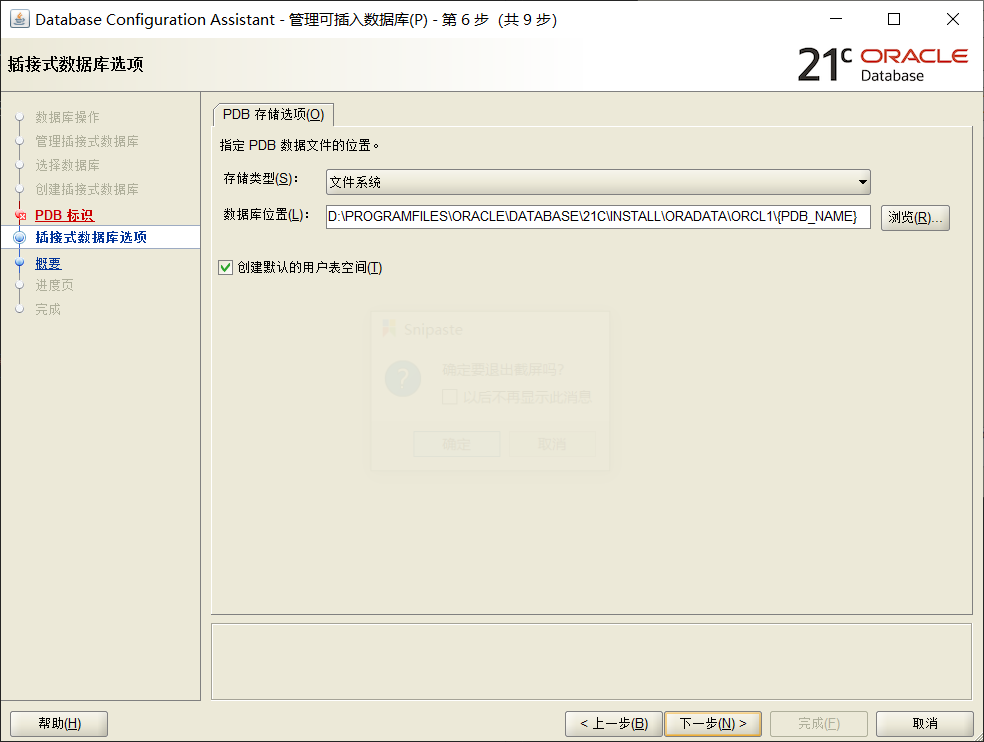 Database Configuration Assistant - 管理可插入数据库(P) - 第 6 步 (共 9 步)
插接式数据库选项
21c ORACLE
Database
数据库操作
管理插接式数据库
选择数据库
创建插接式数据库
PDB 标识
插接式数据库选项
概要
进度页
完成
PDB 存储选项(O)
指定 PDB 数据文件的位置。
存储类型(S):
文件系统
数据库位置(L):
D:\PROGRAMFILES\ORACLE\DATABASE\21C\INSTALL\ORADATA\ORCL1\{PDB_NAME}
浏览(R)...
创建默认的用户表空间(T)
Snipaste
确定要退出截屏吗?
以后不再显示此消息
确定
取消
帮助(H)
< 上一步(B)
下一步(N) >
完成(F)
取消